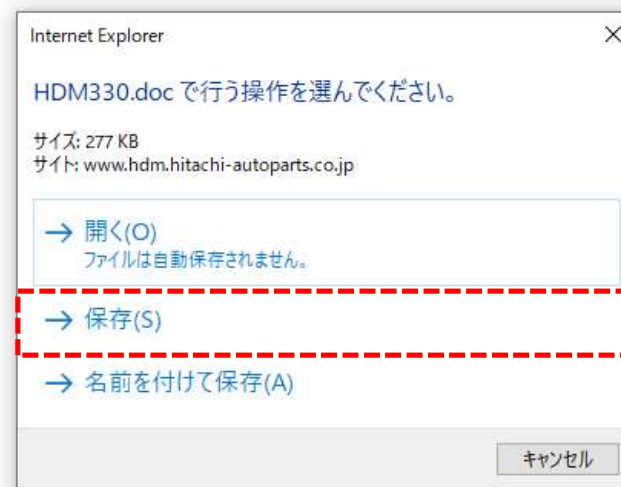 Internet Explorer
HDM330.doc で行う操作を選んでください。
サイズ: 277 KB
サイト: www.hdm.hitachi-autoparts.co.jp
→ 開く(O)
ファイルは自動保存されません。
→ 保存(S)
→ 名前を付けて保存(A)
キャンセル